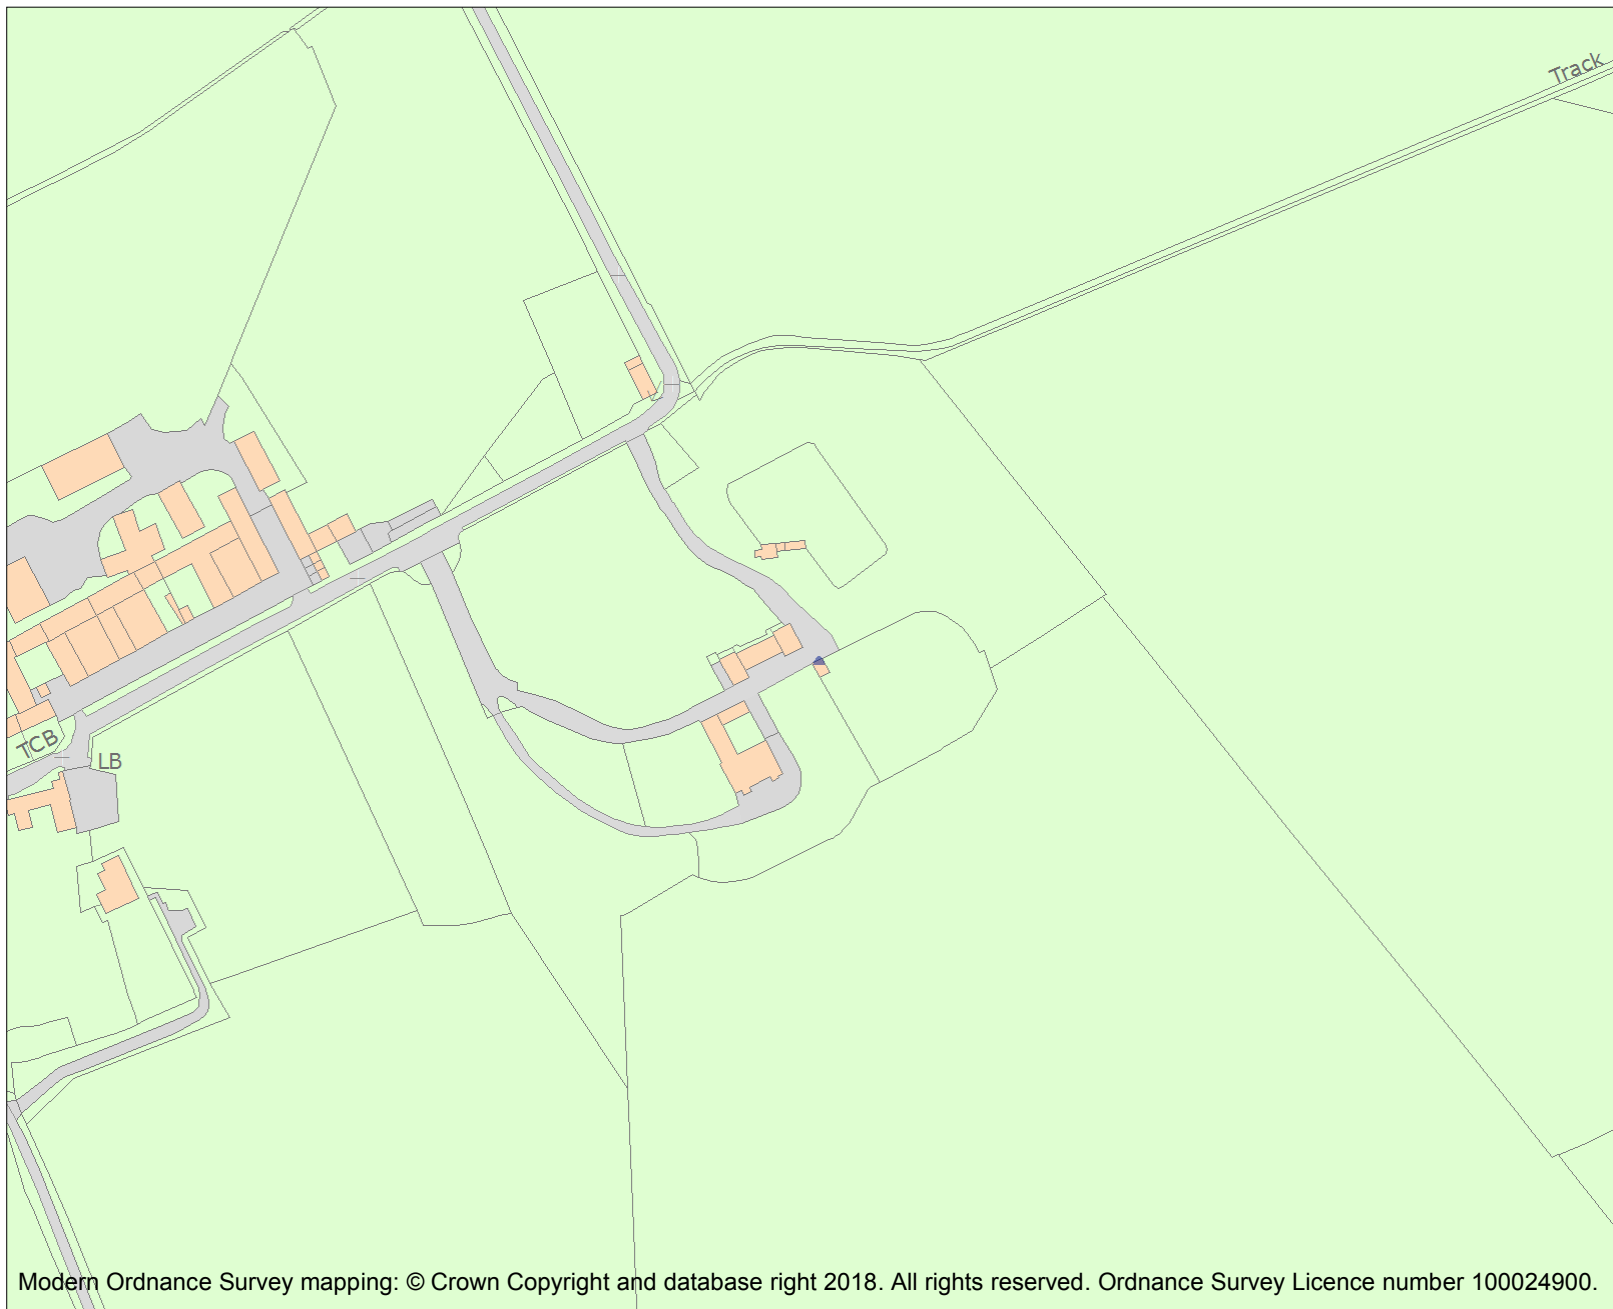 Track
TCB
LB
Modern Ordnance Survey mapping: © Crown Copyright and database right 2018. All rights reserved. Ordnance Survey Licence number 100024900.